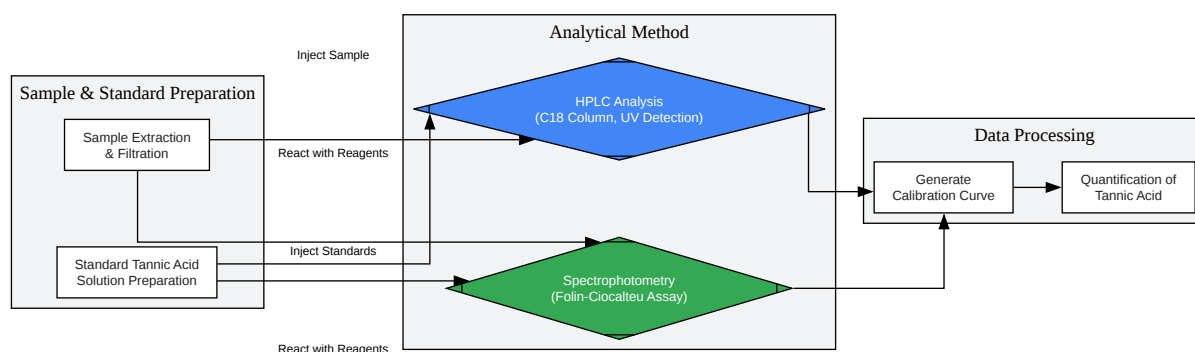 Analytical Method
Inject Sample
Sample & Standard Preparation
HPLC Analysis
(C18 Column, UV Detection)
Sample Extraction
& Filtration
React with Reagents
Data Processing
Generate
Calibration Curve
Quantification of
Tannic Acid
Inject Standards
Standard Tannic Acid
Solution Preparation
Spectrophotometry
(Folin-Ciocalteu Assay)
React with Reagents